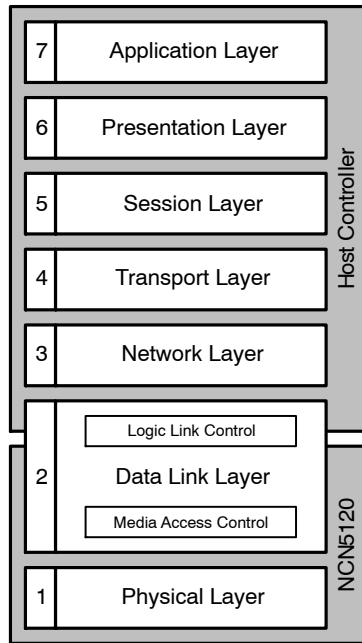 7 Application Layer
6 Presentation Layer
5 Session Layer
4 Transport Layer
3 Network Layer
Host Controller
Logic Link Control
2 Data Link Layer
Media Access Control
1 Physical Layer
NCN5120